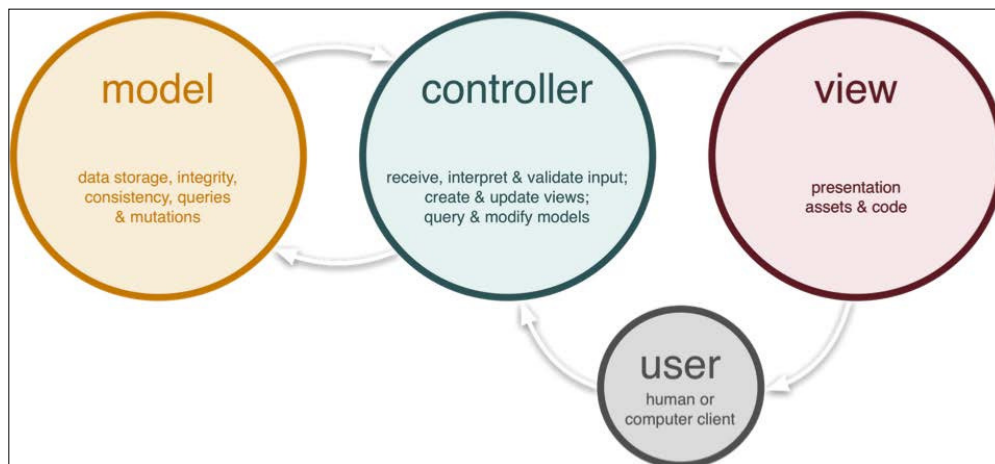 model
data storage, integrity,
consistency, queries
& mutations
controller
receive, interpret & validate input;
create & update views;
query & modify models
view
presentation
assets & code
user
human or
computer client